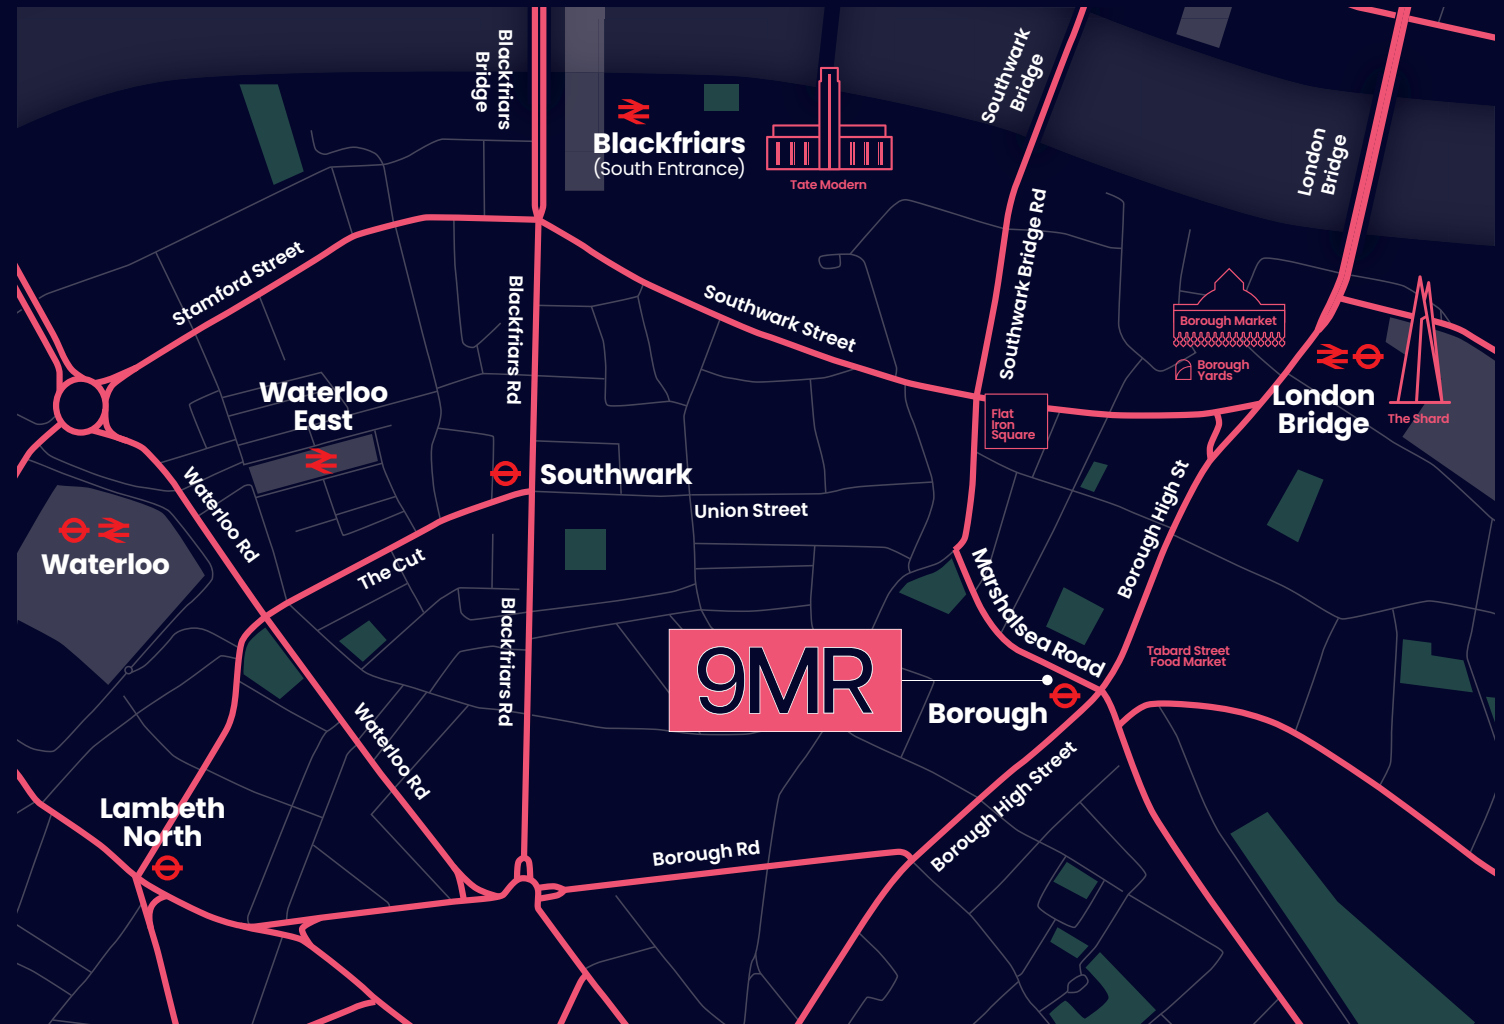 Blackfriars
Bridge
Southwark
Bridge
London
Bridge
Blackfriars
(South Entrance)
Tate Modern
Stamford Street
Blackfriars Rd
Southwark Street
Southwark Bridge Rd
Borough Market
Borough
Yards
London
Bridge
The Shard
Flat
Iron
Square
Waterloo
East
Southwark
Union Street
Waterloo Rd
Waterloo
The Cut
Borough High St
Marshalsea Road
Blackfriars Rd
Tabard Street
Food Market
9MR
Borough
Waterloo Rd
Lambeth
North
Borough Rd
Borough High Street